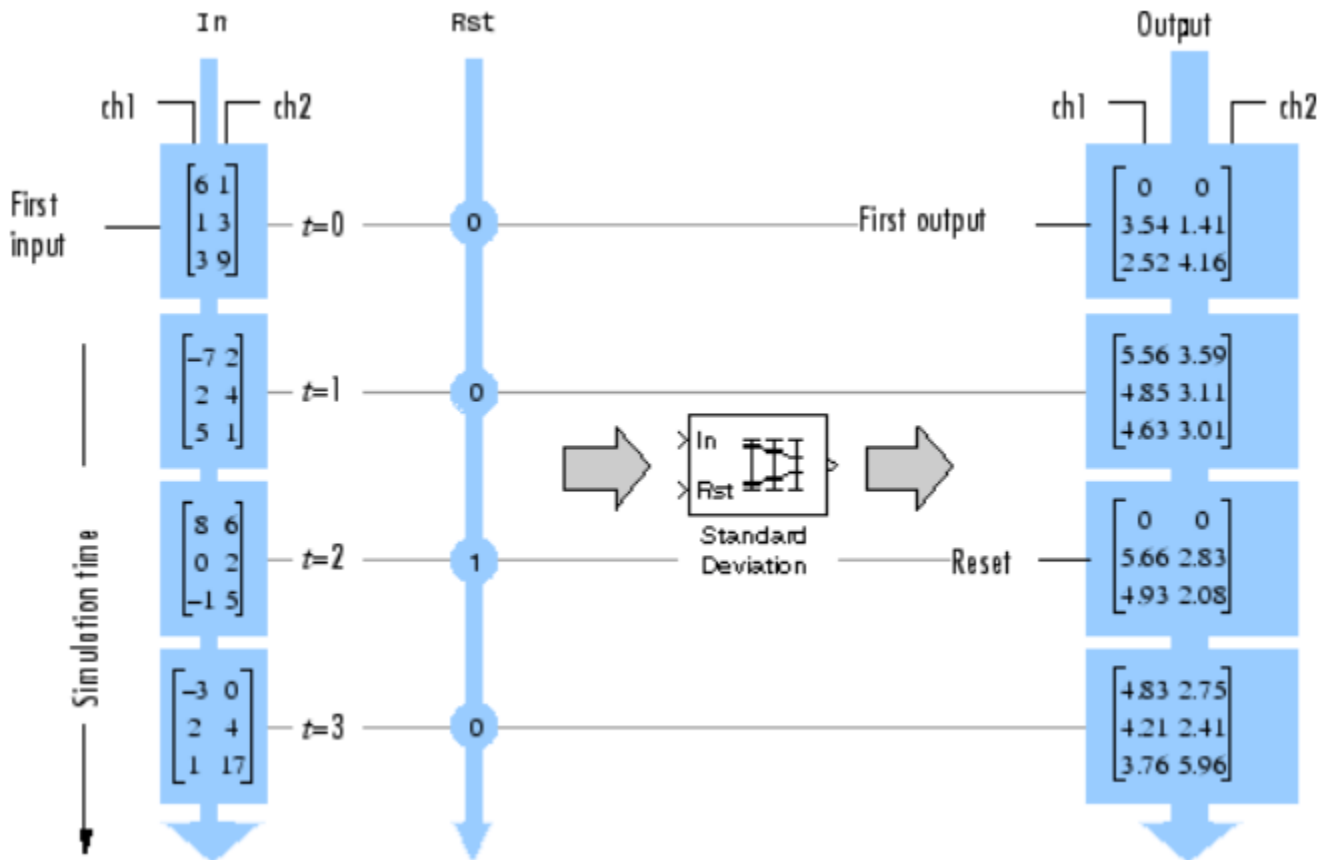 In Rst Output
ch1 ch2 ch1 ch2
First input
6 1
1 3
3 9
t=0
0
First output
0 0
3.54 1.41
2.52 4.16
-7 2
2 4
5 1
t=1
0
5.56 3.59
4.85 3.11
4.63 3.01
In
Rst
Standard
Deviation
8 6
0 2
-1 5
t=2
1
Reset
0 0
5.66 2.83
4.93 2.08
Simulation time
-3 0
2 4
1 17
t=3
0
4.83 2.75
4.21 2.41
3.76 5.96